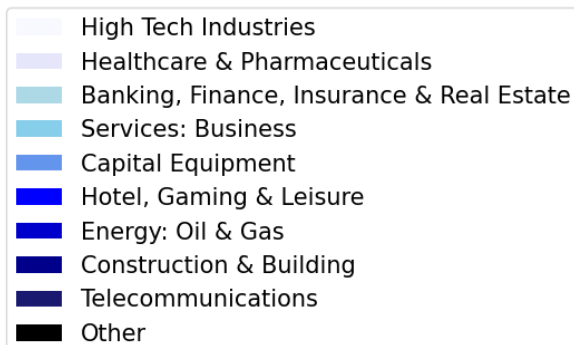 High Tech Industries
Healthcare & Pharmaceuticals
Banking, Finance, Insurance & Real Estate
Services: Business
Capital Equipment
Hotel, Gaming & Leisure
Energy: Oil & Gas
Construction & Building
Telecommunications
Other